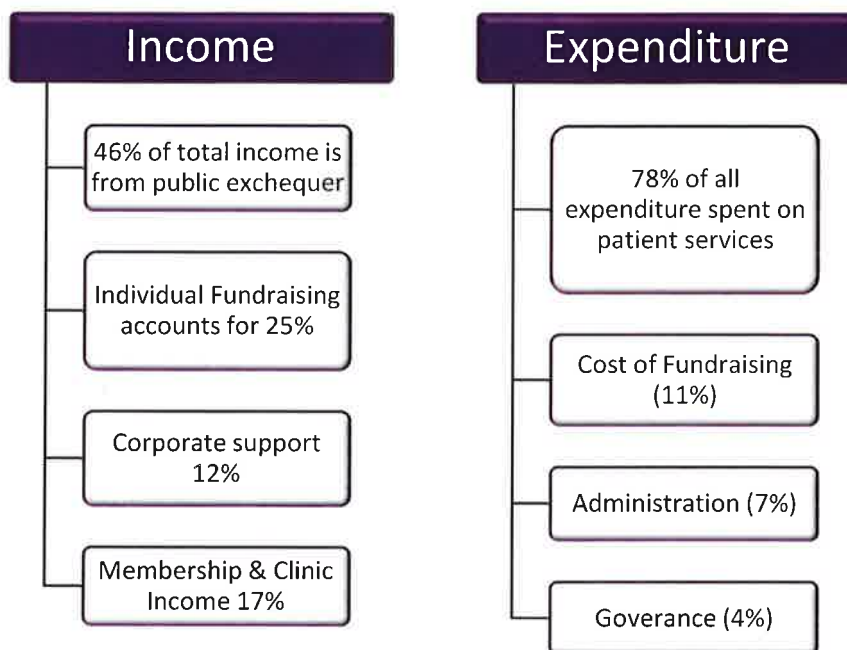 Income
46% of total income is
from public exchequer
Individual Fundraising
accounts for 25%
Corporate support
12%
Membership & Clinic
Income 17%
Expenditure
78% of all
expenditure spent on
patient services
Cost of Fundraising
(11%)
Administration (7%)
Goverance (4%)